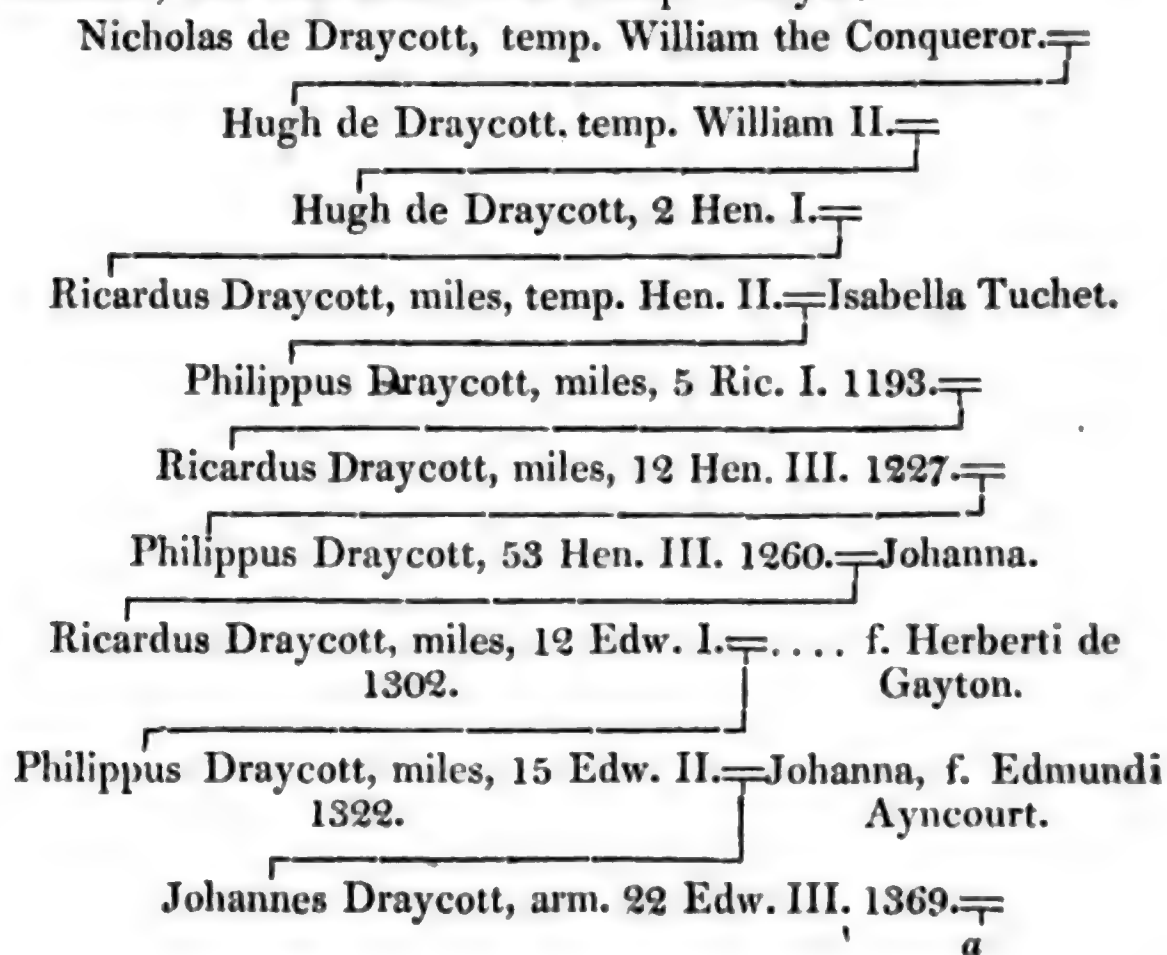 Nicholas de Draycott, temp. William the Conqueror.
Hugh de Draycott. temp. William II.
Hugh de Draycott, 2 Hen. I.
Ricardus Draycott, miles, temp. Hen. II. Isabella Tuchet.
Philippus Draycott, miles, 5 Ric. I. 1193.
Ricardus Draycott, miles, 12 Hen. III. 1227.
Philippus Draycott, 53 Hen. III. 1260. Johanna.
Ricardus Draycott, miles, 12 Edw. I. .... f. Herberti de
1302. Gayton.
Philippus Draycott, miles, 15 Edw. II. Johanna, f. Edmundi
1322. Ayncourt.
Johannes Draycott, arm. 22 Edw. III. 1369.
a